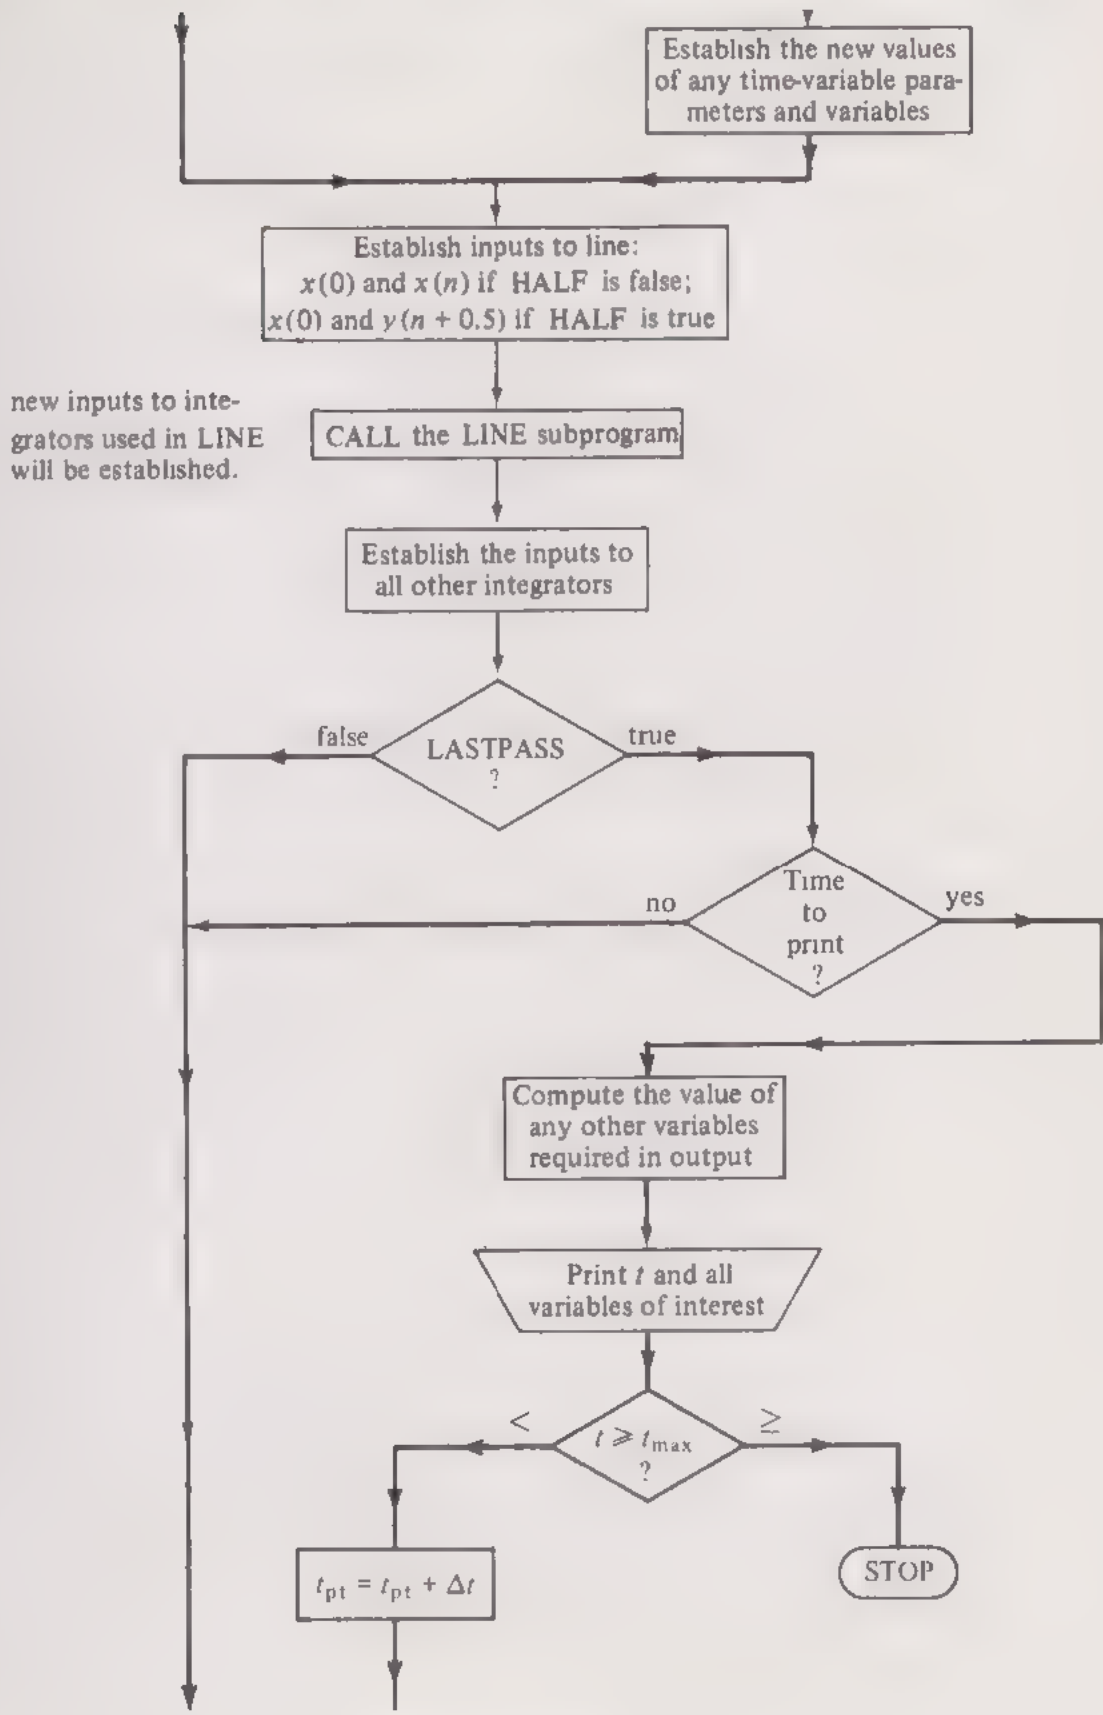 Establish the new values
of any time-variable para-
meters and variables
Establish inputs to line:
x(0) and x(n) if HALF is false;
x(0) and y(n + 0.5) if HALF is true
new inputs to inte-
grators used in LINE
will be established.
CALL the LINE subprogram
Establish the inputs to
all other integrators
false
LASTPASS
?
true
no
Time
to
print
?
yes
Compute the value of
any other variables
required in output
Print t and all
variables of interest
<
t ⩾ tmax
?
≥
tpt = tpt + Δt
STOP